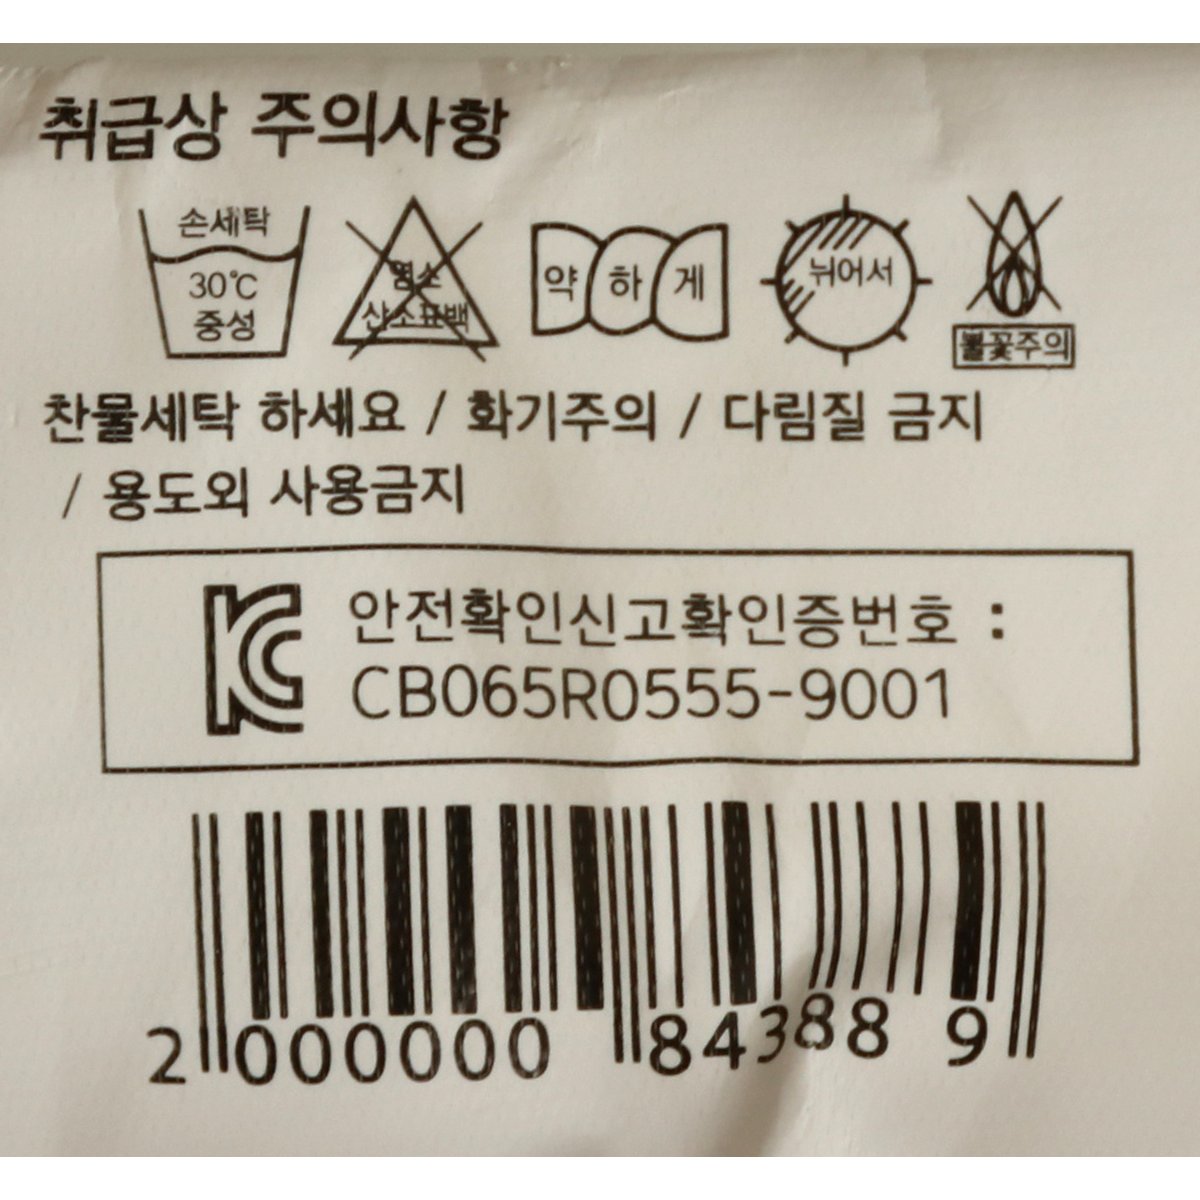 취급상 주의사항
손세탁
30℃
중성
염소
산소표백
약하게
뉘어서
불꽃주의
찬물세탁 하세요 / 화기주의 / 다림질 금지
/ 용도외 사용금지
KC
안전확인신고확인증번호 :
CB065R0555-9001
2 000000 843889